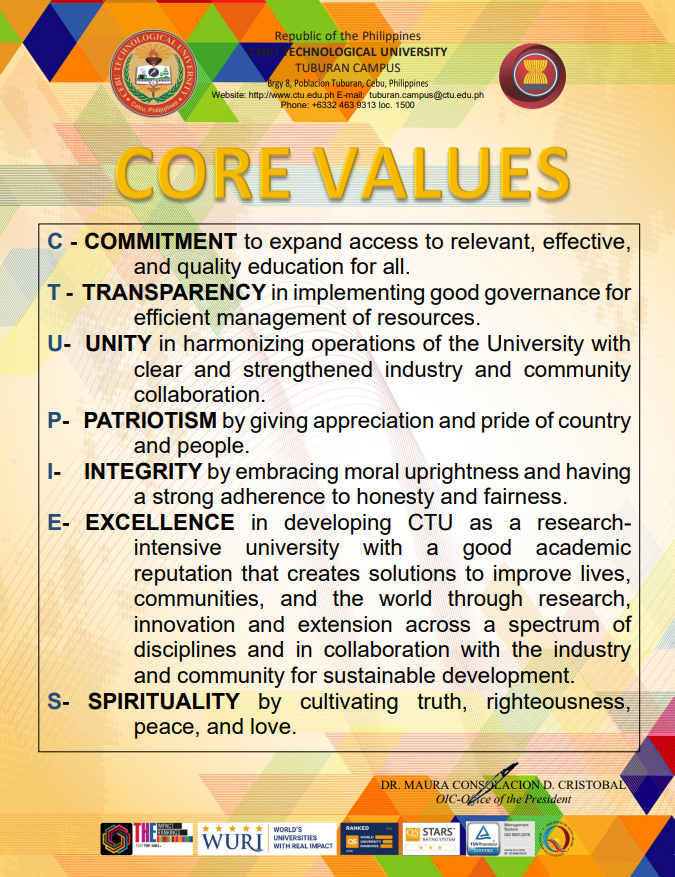 Republic of the Philippines
CEBU TECHNOLOGICAL UNIVERSITY
TUBURAN CAMPUS
Brgy 8, Poblacion Tuburan, Cebu, Philippines
Website: http://www.ctu.edu.ph E-mail: tuburan.campus@ctu.edu.ph
Phone: +6332 463 9313 loc. 1500
CEBU TECHNOLOGICAL UNIVERSITY
Cebu, Philippines
CORE VALUES
C - COMMITMENT to expand access to relevant, effective,
and quality education for all.
T - TRANSPARENCY in implementing good governance for
efficient management of resources.
U- UNITY in harmonizing operations of the University with
clear and strengthened industry and community
collaboration.
P- PATRIOTISM by giving appreciation and pride of country
and people.
I- INTEGRITY by embracing moral uprightness and having
a strong adherence to honesty and fairness.
E- EXCELLENCE in developing CTU as a research-
intensive university with a good academic
reputation that creates solutions to improve lives,
communities, and the world through research,
innovation and extension across a spectrum of
disciplines and in collaboration with the industry
and community for sustainable development.
S- SPIRITUALITY by cultivating truth, righteousness,
peace, and love.
DR. MAURA CONSOLACION D. CRISTOBAL
OIC-Office of the President
THE IMPACT RANKINGS
WURI
WORLD'S
UNIVERSITIES
WITH REAL IMPACT
RANKED
QS WORLD
UNIVERSITY
RANKINGS
QS STARS
RATING SYSTEM
TÜVRheinland
CERTIFIED
Management
System
ISO 9001:2015